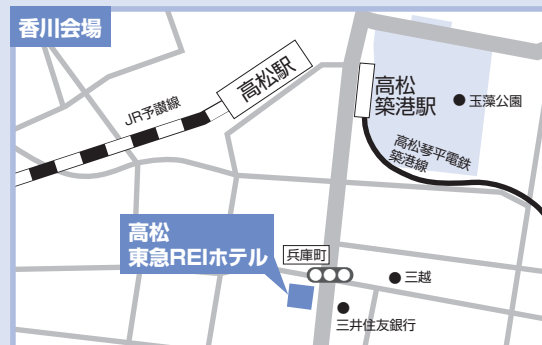 香川会場
高松駅
JR予讃線
高松
築港駅
玉藻公園
高松琴平電鉄
築港線
高松
東急REIホテル
兵庫町
三越
三井住友銀行